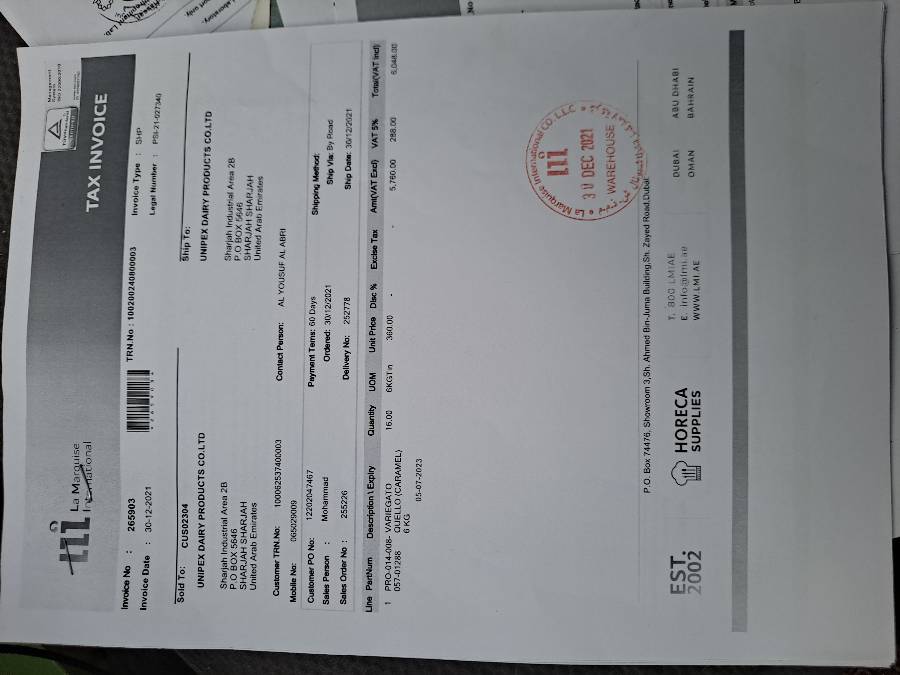 La Marquise
International
Management
System
TAX INVOICE
Invoice No : 265903
Invoice Date : 30-12-2021
TRN.No : 100200240800003
Invoice Type : SHP
Legal Number : PSI-21-027340
Sold To: CUS02304
UNIPEX DAIRY PRODUCTS CO.LTD
Sharjah Industrial Area 2B
P.O BOX 5646
SHARJAH SHARJAH
United Arab Emirates
Ship To:
UNIPEX DAIRY PRODUCTS CO.LTD
Sharjah Industrial Area 2B
P.O BOX 5646
SHARJAH SHARJAH
United Arab Emirates
Customer TRN.No: 100062537400003
Contact Person: AL YOUSUF AL ABRI
Mobile No: 065029009
Customer PO No: 12202047467
Payment Tems: 60 Days
Shipping Method:
Sales Person : Mohammad
Ordered: 30/12/2021
Ship Via: By Road
Sales Order No : 255226
Delivery No: 252778
Ship Date: 30/12/2021
Line PartNum Description \ Expiry Quantity UOM Unit Price Disc % Excise Tax Amt(VAT Excl) VAT 5% Total(VAT incl)
1 PRO-014-008- VARIEGATO 16.00 6KGTin 360.00 - - 5,760.00 288.00 6,048.00
057-01288 QUELLO (CARAMEL)
6 KG
05-07-2023
La Marquise International CO. L.L.C
30 DEC 2021
WAREHOUSE
P.O. Box 74476, Showroom 3,Sh. Ahmed Bin-Juma Building,Sh. Zayed Road,Dubai
EST.
2002
HORECA
SUPPLIES
T. 800 LMIAE
E. info@lmi.ae
WWW.LMI.AE
DUBAI ABU DHABI
OMAN BAHRAIN